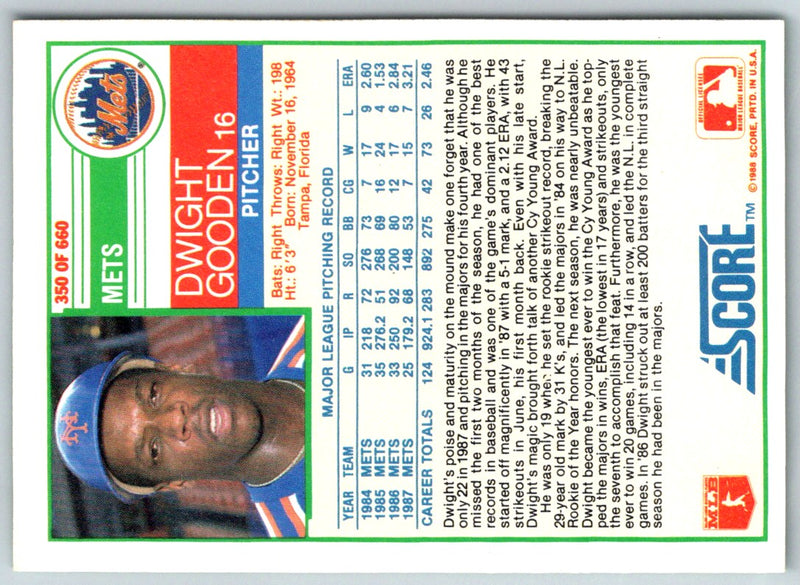 350 OF 660
METS
Mets
DWIGHT
GOODEN 16
PITCHER
Bats: Right Throws: Right Wt.: 198
Ht.: 6'3" Born: November 16, 1964
Tampa, Florida
MAJOR LEAGUE PITCHING RECORD
YEAR TEAM G IP R SO BB CG W L ERA
1984 METS 31 218 72 276 73 7 17 9 2.60
1985 METS 35 276.2 51 268 69 16 24 4 1.53
1986 METS 33 250 92 200 80 12 17 6 2.84
1987 METS 25 179.2 68 148 53 7 15 7 3.21
CAREER TOTALS 124 924.1 283 892 275 42 73 26 2.46
Dwight's poise and maturity on the mound make one forget that he was
only 22 in 1987 and pitching in the majors for his fourth year. Although he
missed the first two months of the season, he had one of the best
records in baseball and was one of the game's dominant players. He
started off magnificently in '87 with a 5-1 mark, and a 2.12 ERA, with 43
strikeouts in June, his first month back. Even with his late start,
Dwight's magic brought forth talk of another Cy Young Award.
He was only 19 when he set the rookie strikeout record, breaking the
29-year old mark by 31 K's, and led the majors in '84 on his way to N.L.
Rookie of the Year honors. The next season, he was nearly unbeatable
Dwight became the youngest ever to win the Cy Young Award as he top-
ped the majors in wins, ERA (the lowest in 17 years) and strikeouts, only
the seventh to accomplish that feat. Furthermore, he was the youngest
ever to win 20 games, including 14 in a row, and led the N.L. in complete
games. In '86 Dwight struck out at least 200 batters for the third straight
season he had been in the majors.
MLB
SCORE™
OFFICIAL LICENSEE
MAJOR LEAGUE BASEBALL
©1988 SCORE, PRTD. IN U.S.A.